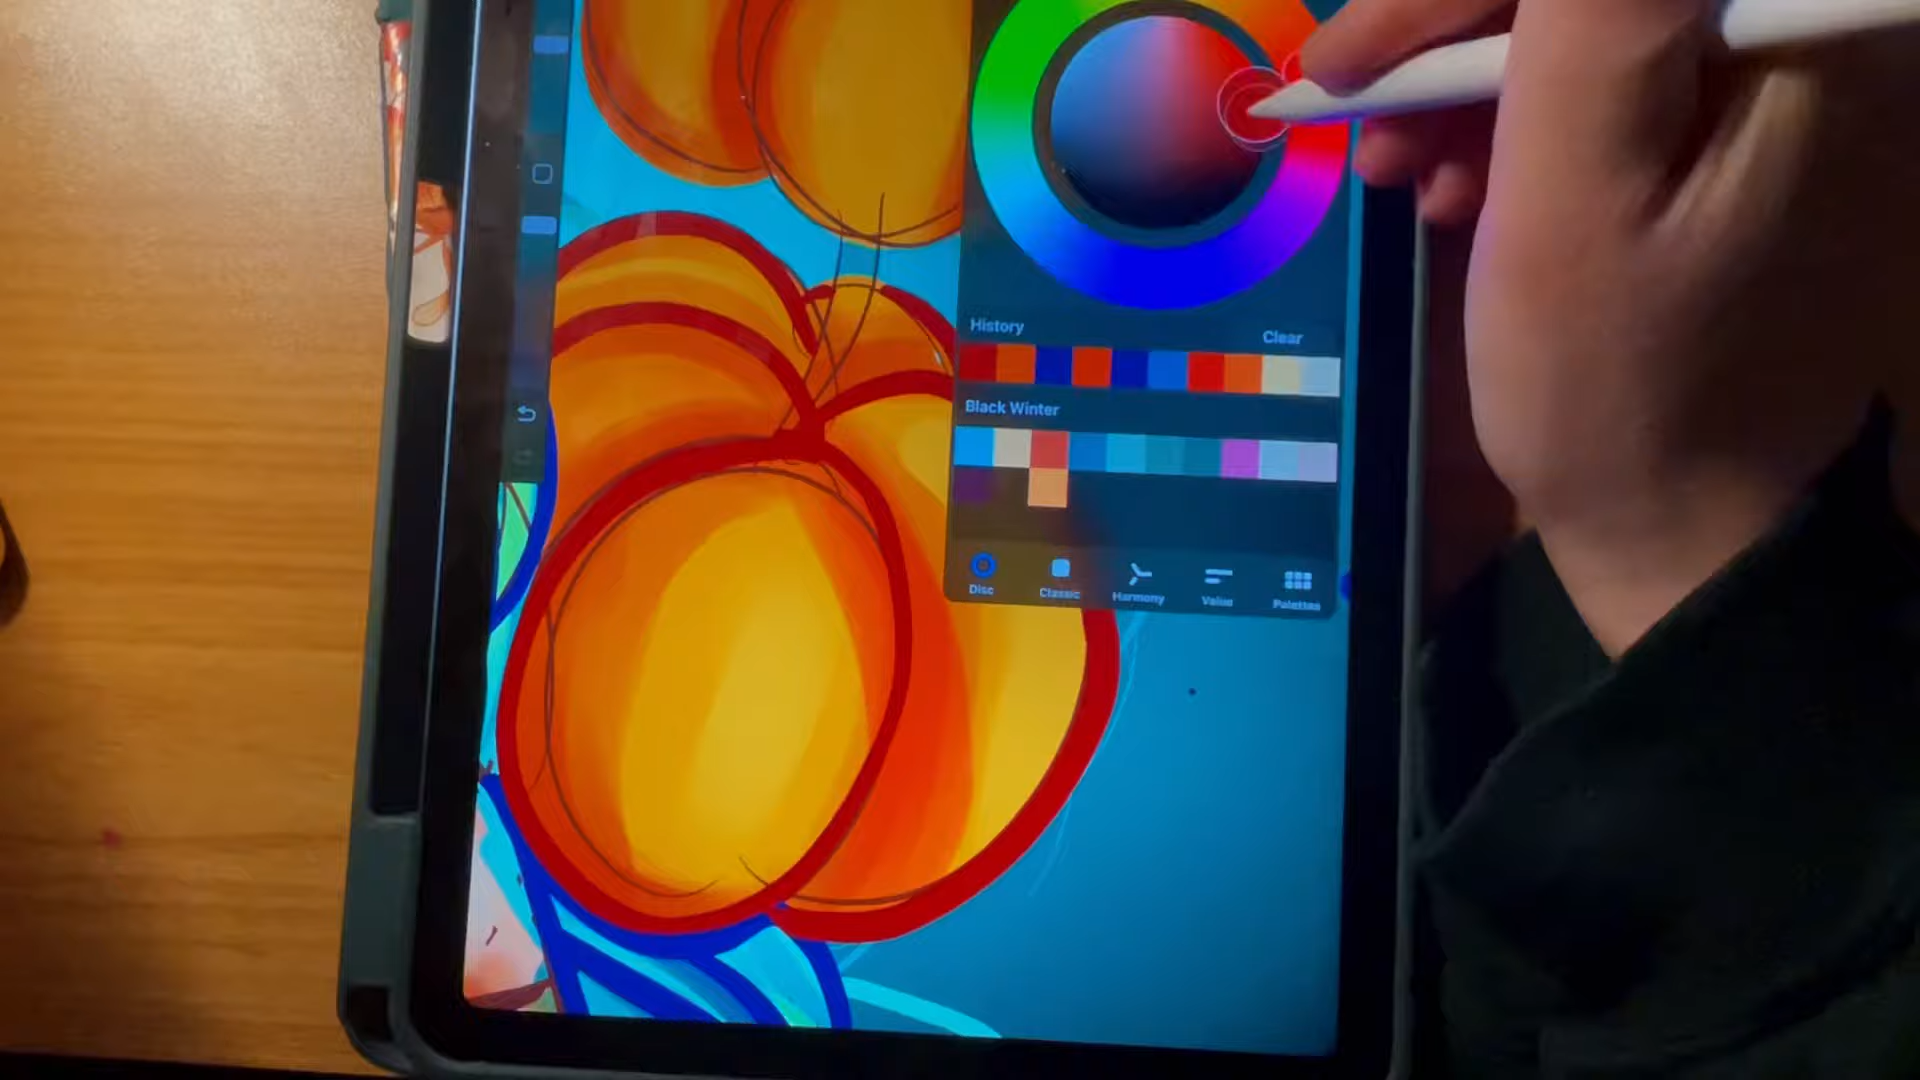 History
Clear
Black Winter
Disc
Classic
Harmony
Value
Palettes